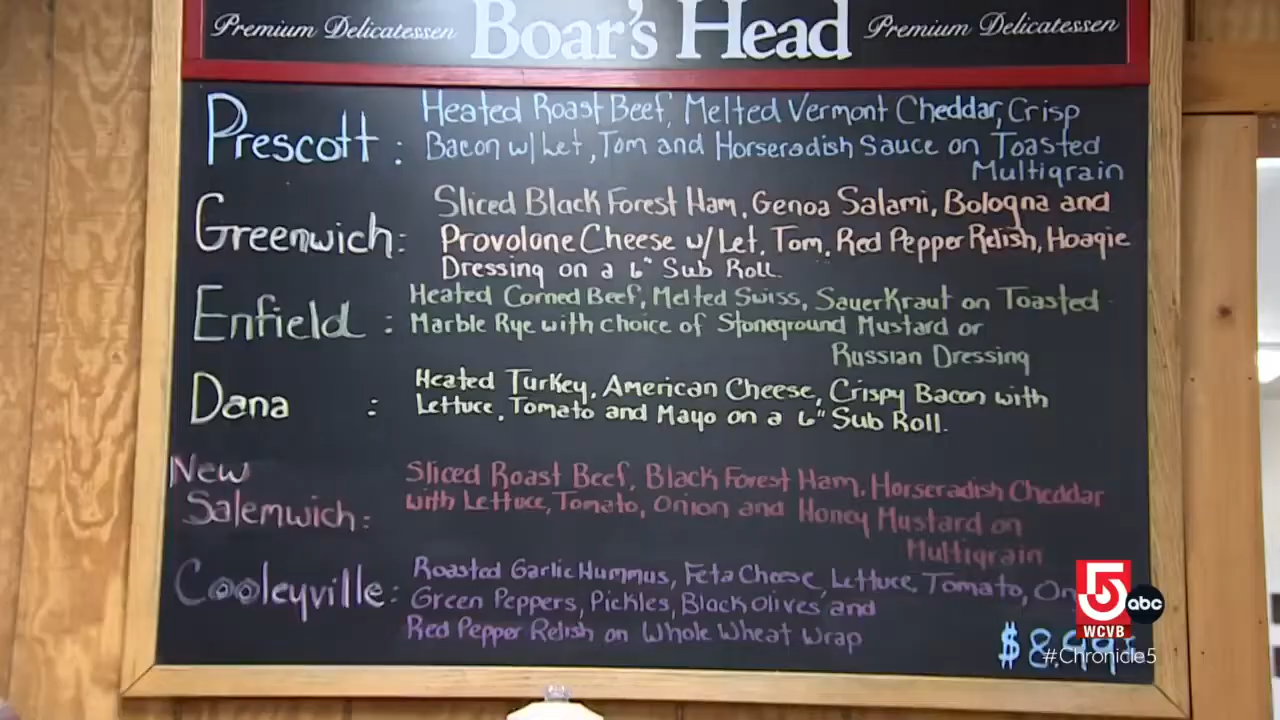 Premium Delicatessen Boar's Head Premium Delicatessen
Prescott : Heated Roast Beef, Melted Vermont Cheddar, Crisp
Bacon w/ Let, Tom and Horseradish Sauce on Toasted
Multigrain
Greenwich: Sliced Black Forest Ham, Genoa Salami, Bologna and
Provolone Cheese w/ Let, Tom, Red Pepper Relish, Hoagie
Dressing on a 6" Sub Roll.
Enfield : Heated Corned Beef, Melted Swiss, SauerKraut on Toasted
Marble Rye with choice of Stoneground Mustard or
Russian Dressing
Dana : Heated Turkey, American Cheese, Crispy Bacon with
Lettuce, Tomato and Mayo on a 6" Sub Roll.
New
Salemwich: Sliced Roast Beef, Black Forest Ham, Horseradish Cheddar
with Lettuce, Tomato, Onion and Honey Mustard on
Multigrain
Cooleyville: Roasted Garlic Hummus, Feta Cheese, Lettuce, Tomato,
Green Peppers, Pickles, Black Olives and
Red Pepper Relish on Whole Wheat Wrap
$8.99
5 abc
WCVB
#Chronicle5